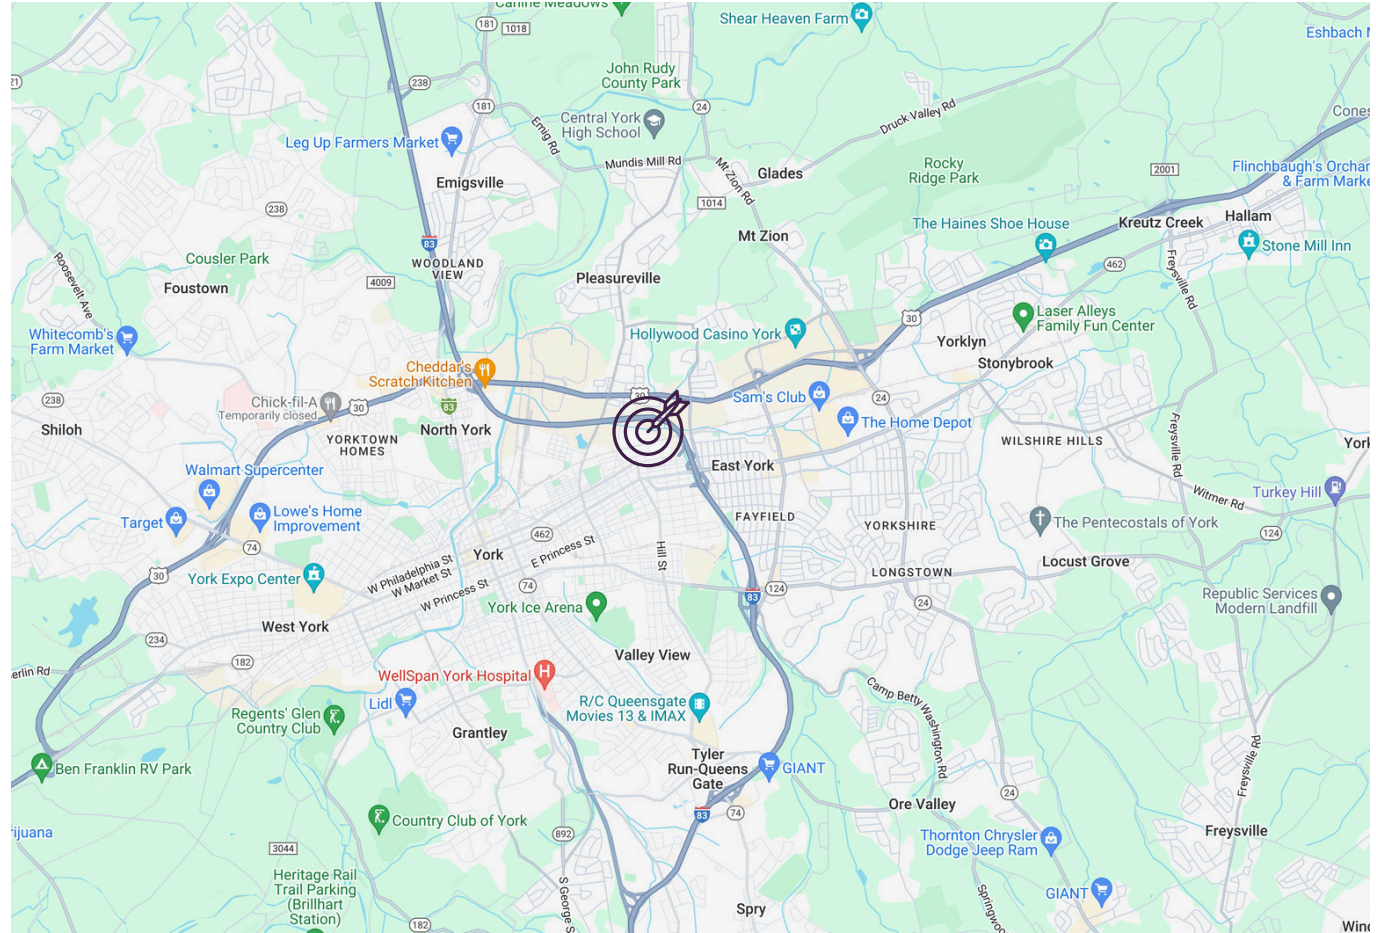 Canine Meadows
Shear Heaven Farm
181
1018
Eshbach M
John Rudy
County Park
238
21
181
24
Central York
High School
Druck Valley Rd
Cones
Emig Rd
Leg Up Farmers Market
Mundis Mill Rd
Mt Zion Rd
Glades
Rocky
Ridge Park
2001
Flinchbaugh's Orchar
& Farm Marke
Emigsville
238
1014
The Haines Shoe House
Kreutz Creek
Hallam
Mt Zion
83
Stone Mill Inn
Roosevelt Ave
Cousler Park
WOODLAND
VIEW
462
Freysville Rd
Foustown
4009
Pleasureville
Whitecomb's
Farm Market
Hollywood Casino York
30
Laser Alleys
Family Fun Center
Yorklyn
Stonybrook
Cheddar's
Scratch Kitchen
238
Chick-fil-A
Temporarily closed
30
83
30
Sam's Club
24
The Home Depot
Shiloh
YORKTOWN
HOMES
North York
WILSHIRE HILLS
Freysville Rd
York
Walmart Supercenter
East York
Witmer Rd
Turkey Hill
Target
Lowe's Home
Improvement
FAYFIELD
YORKSHIRE
The Pentecostals of York
124
74
462
York
E Princess St
Hill St
Locust Grove
30
York Expo Center
W Philadelphia St
W Market St
W Princess St
74
LONGSTOWN
124
83
24
Republic Services
Modern Landfill
York Ice Arena
West York
234
182
Valley View
erlin Rd
WellSpan York Hospital
Camp Betty Washington Rd
Lidl
R/C Queensgate
Movies 13 & IMAX
Regents' Glen
Country Club
Grantley
Tyler
Run-Queens
Gate
GIANT
Freysville Rd
Ben Franklin RV Park
24
Ore Valley
83
74
Country Club of York
892
rijuana
Thornton Chrysler
Dodge Jeep Ram
Freysville
3044
Heritage Rail
Trail Parking
(Brillhart
Station)
S George S
GIANT
Springwoo
Spry
182
Wind